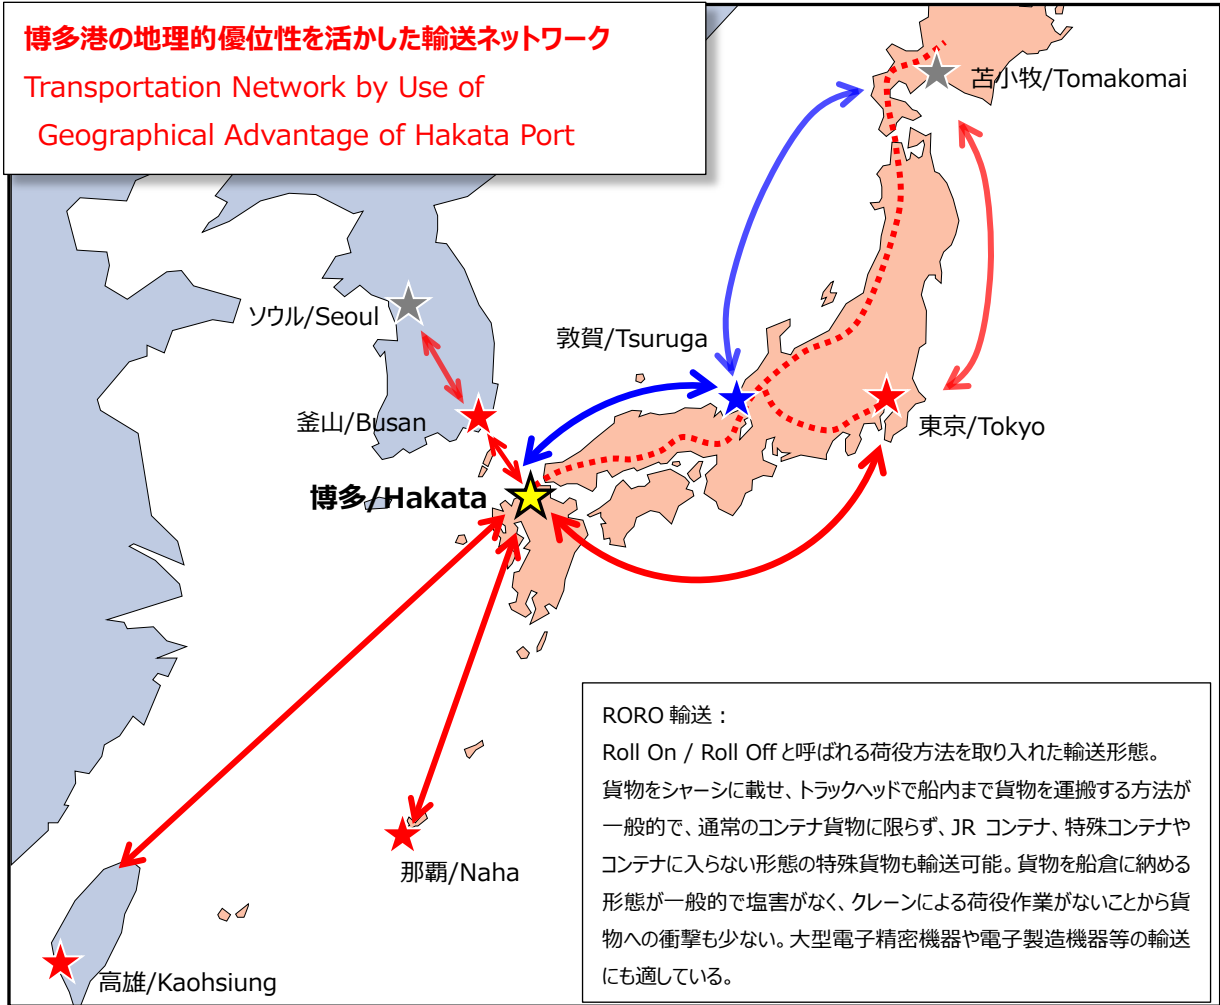 博多港の地理的優位性を活かした輸送ネットワーク
Transportation Network by Use of
Geographical Advantage of Hakata Port
苫小牧/Tomakomai
ソウル/Seoul
敦賀/Tsuruga
釜山/Busan
東京/Tokyo
博多/Hakata
那覇/Naha
高雄/Kaohsiung
RORO 輸送：
Roll On / Roll Off と呼ばれる荷役方法を取り入れた輸送形態。
貨物をシャーシに載せ、トラックヘッドで船内まで貨物を運搬する方法が
一般的で、通常のコンテナ貨物に限らず、JR コンテナ、特殊コンテナや
コンテナに入らない形態の特殊貨物も輸送可能。貨物を船倉に納める
形態が一般的で塩害がなく、クレーンによる荷役作業がないことから貨
物への衝撃も少ない。大型電子精密機器や電子製造機器等の輸送
にも適している。